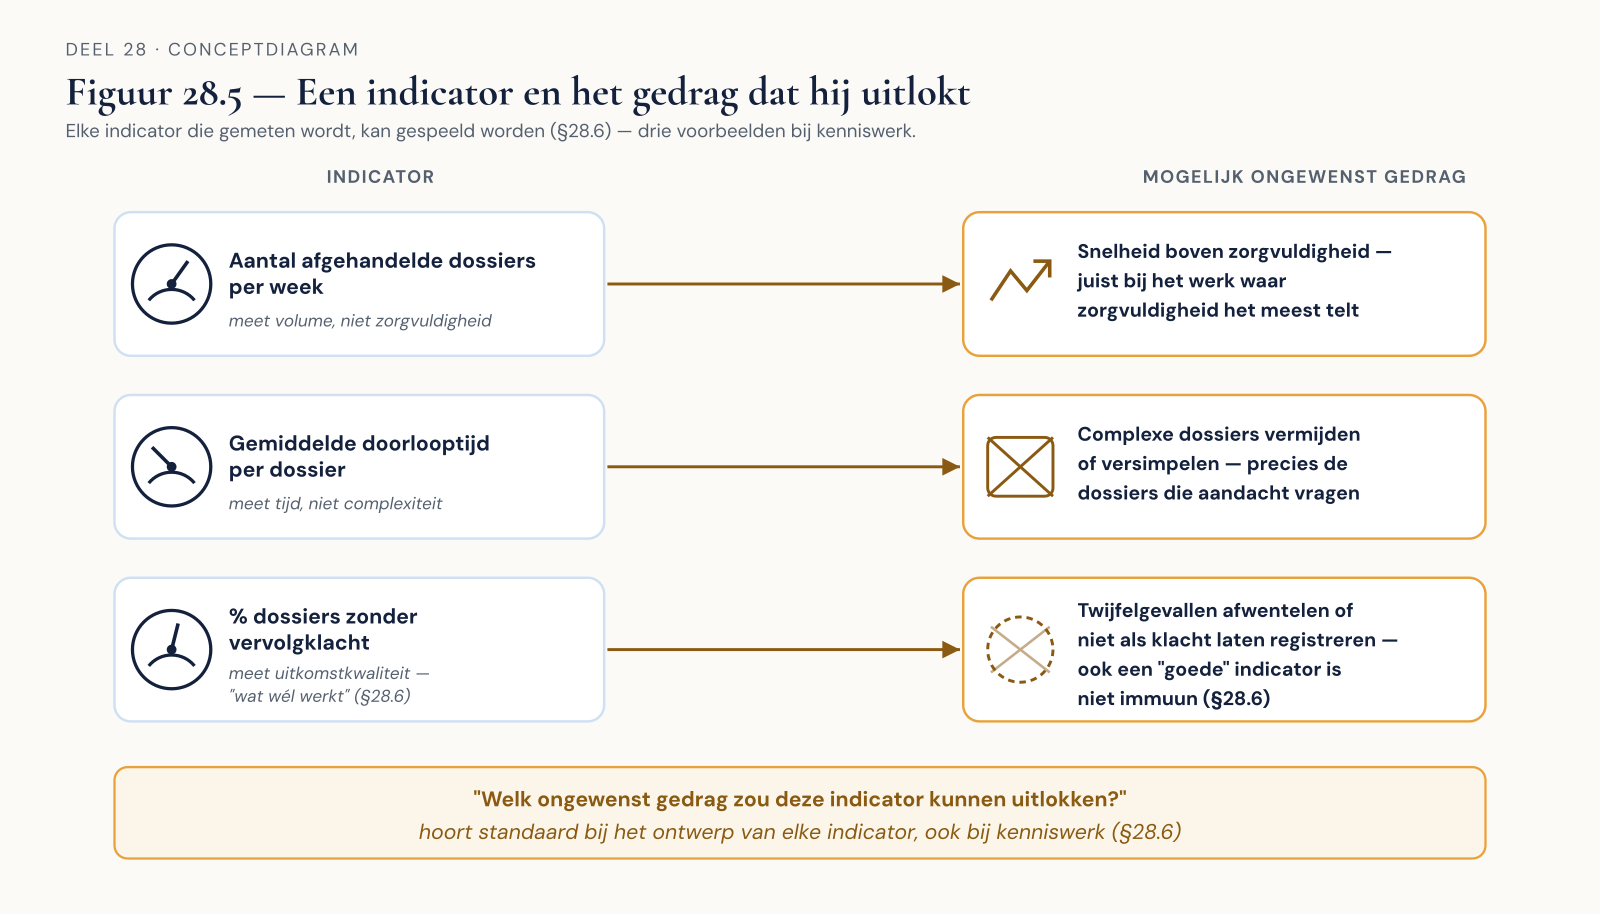 DEEL 28 · CONCEPTDIAGRAM
Figuur 28.5 — Een indicator en het gedrag dat hij uitlokt
Elke indicator die gemeten wordt, kan gespeeld worden (§28.6) — drie voorbeelden bij kenniswerk.
INDICATOR
MOGELIJK ONGEWENST GEDRAG
Aantal afgehandelde dossiers
per week
meet volume, niet zorgvuldigheid
Snelheid boven zorgvuldigheid —
juist bij het werk waar
zorgvuldigheid het meest telt
Gemiddelde doorlooptijd
per dossier
meet tijd, niet complexiteit
Complexe dossiers vermijden
of versimpelen — precies de
dossiers die aandacht vragen
% dossiers zonder
vervolgklacht
meet uitkomstkwaliteit —
"wat wél werkt" (§28.6)
Twijfelgevallen afwentelen of
niet als klacht laten registreren —
ook een "goede" indicator is
niet immuun (§28.6)
"Welk ongewenst gedrag zou deze indicator kunnen uitlokken?"
hoort standaard bij het ontwerp van elke indicator, ook bij kenniswerk (§28.6)